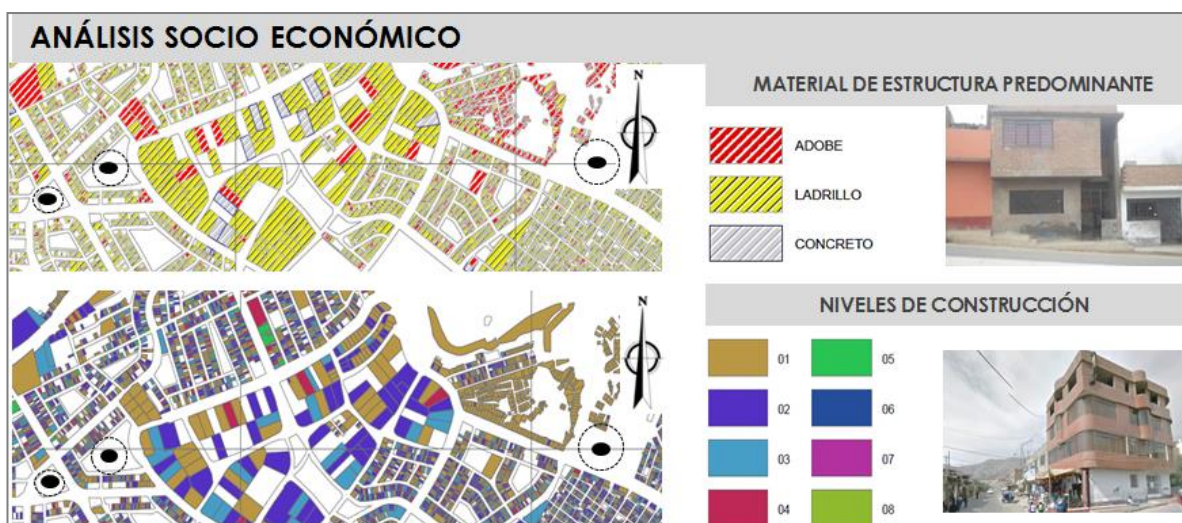 ANÁLISIS SOCIO ECONÓMICO
N
MATERIAL DE ESTRUCTURA PREDOMINANTE
ADOBE
LADRILLO
CONCRETO
N
NIVELES DE CONSTRUCCIÓN
01 05
02 06
03 07
04 08